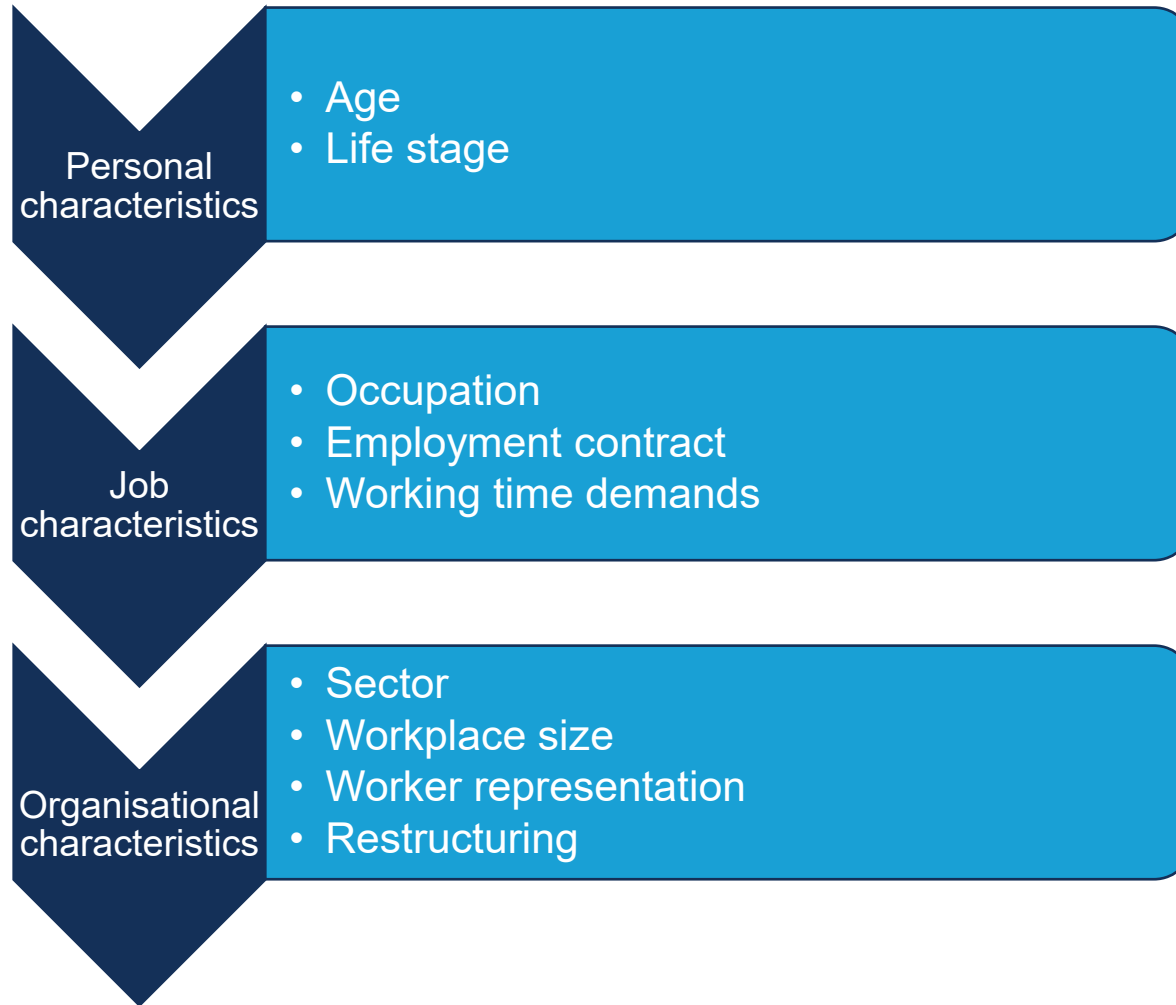 Personal
characteristics
• Age
• Life stage
Job
characteristics
• Occupation
• Employment contract
• Working time demands
Organisational
characteristics
• Sector
• Workplace size
• Worker representation
• Restructuring